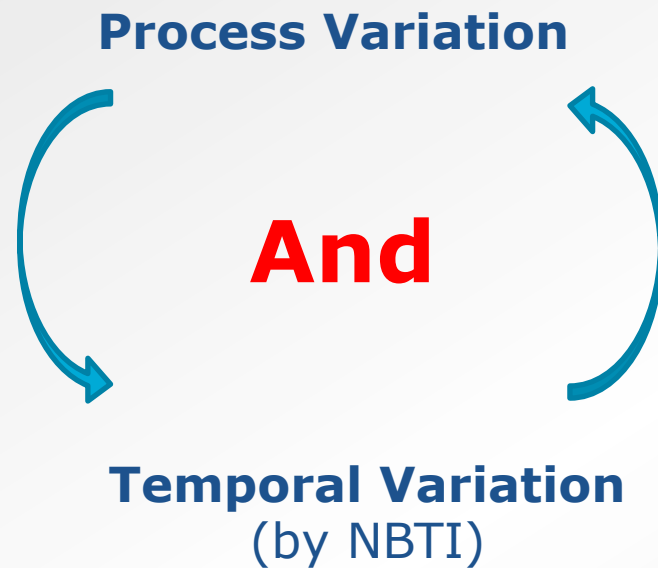 Process Variation
And
Temporal Variation
(by NBTI)